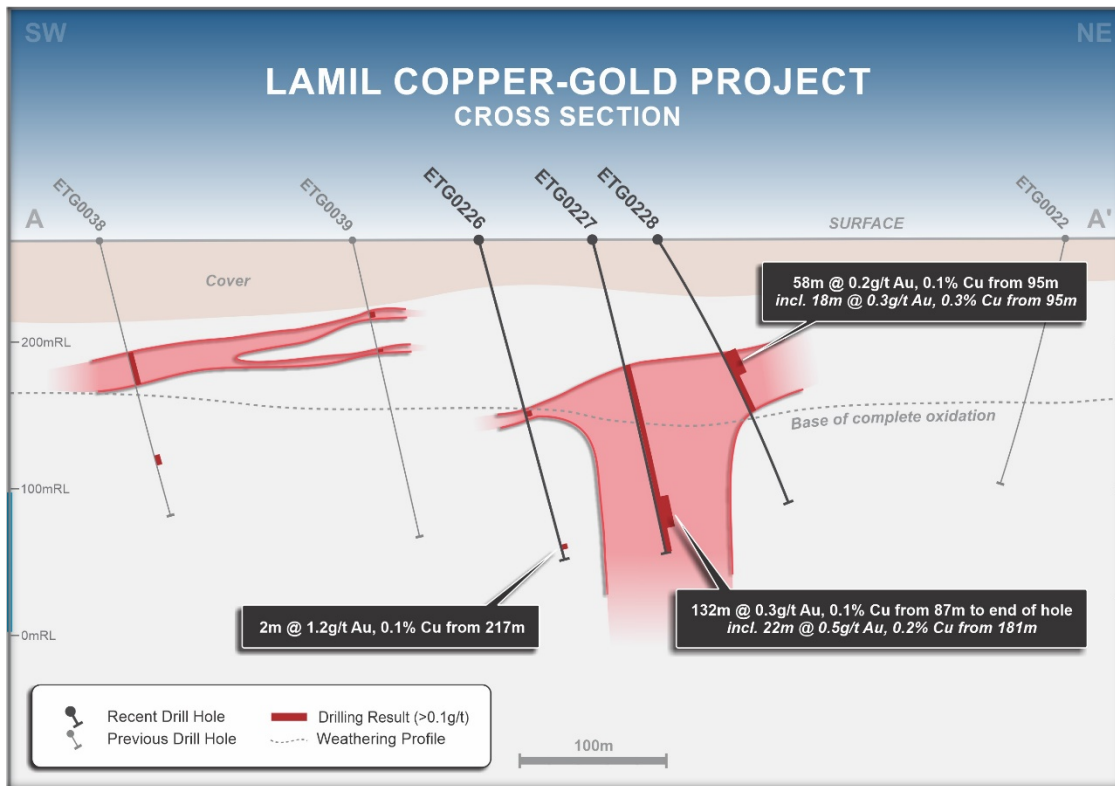 SW
NE
LAMIL COPPER-GOLD PROJECT
CROSS SECTION
ETG0038
ETG0039
ETG0226
ETG0227
ETG0228
ETG0022
A
SURFACE
A'
Cover
58m @ 0.2g/t Au, 0.1% Cu from 95m
incl. 18m @ 0.3g/t Au, 0.3% Cu from 95m
200mRL
Base of complete oxidation
100mRL
2m @ 1.2g/t Au, 0.1% Cu from 217m
132m @ 0.3g/t Au, 0.1% Cu from 87m to end of hole
incl. 22m @ 0.5g/t Au, 0.2% Cu from 181m
0mRL
Recent Drill Hole
Drilling Result (>0.1g/t)
Previous Drill Hole
Weathering Profile
100m